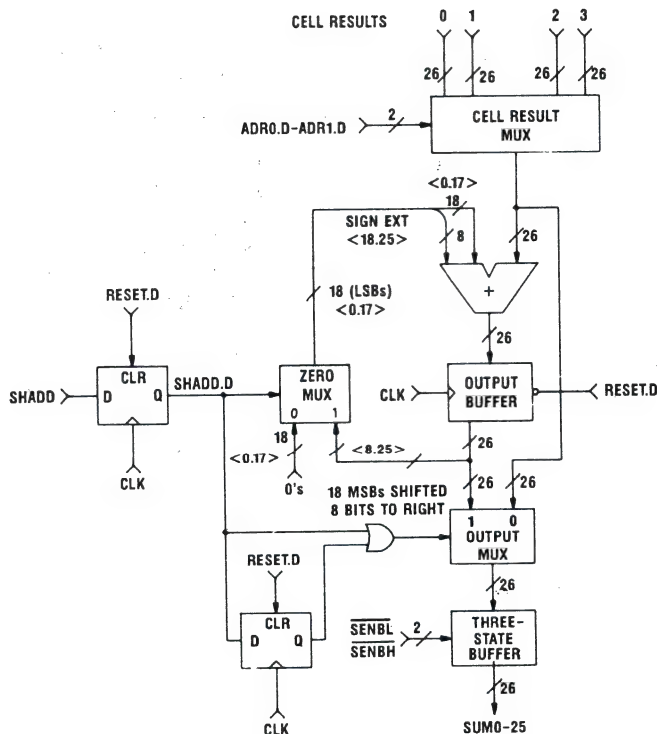 CELL RESULTS
0 1 2 3
26 26 26 26
ADR0.D-ADR1.D
2
CELL RESULT
MUX
<0.17>
18
SIGN EXT
<18.25>
8
26
18 (LSBs)
<0.17>
+
26
RESET.D
SHADD
CLR
D Q
SHADD.D
CLK
ZERO
MUX
0 1
18
<0.17>
0's
<8.25>
CLK
OUTPUT
BUFFER
RESET.D
26
18 MSBs SHIFTED
8 BITS TO RIGHT
26 26
1 0
OUTPUT
MUX
26
RESET.D
CLR
D Q
CLK
SENBL
SENBH
2
THREE-
STATE
BUFFER
26
SUM0-25